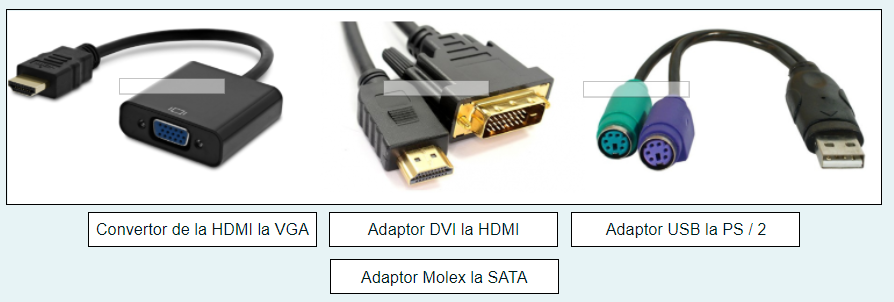 Convertor de la HDMI la VGA
Adaptor DVI la HDMI
Adaptor USB la PS / 2
Adaptor Molex la SATA